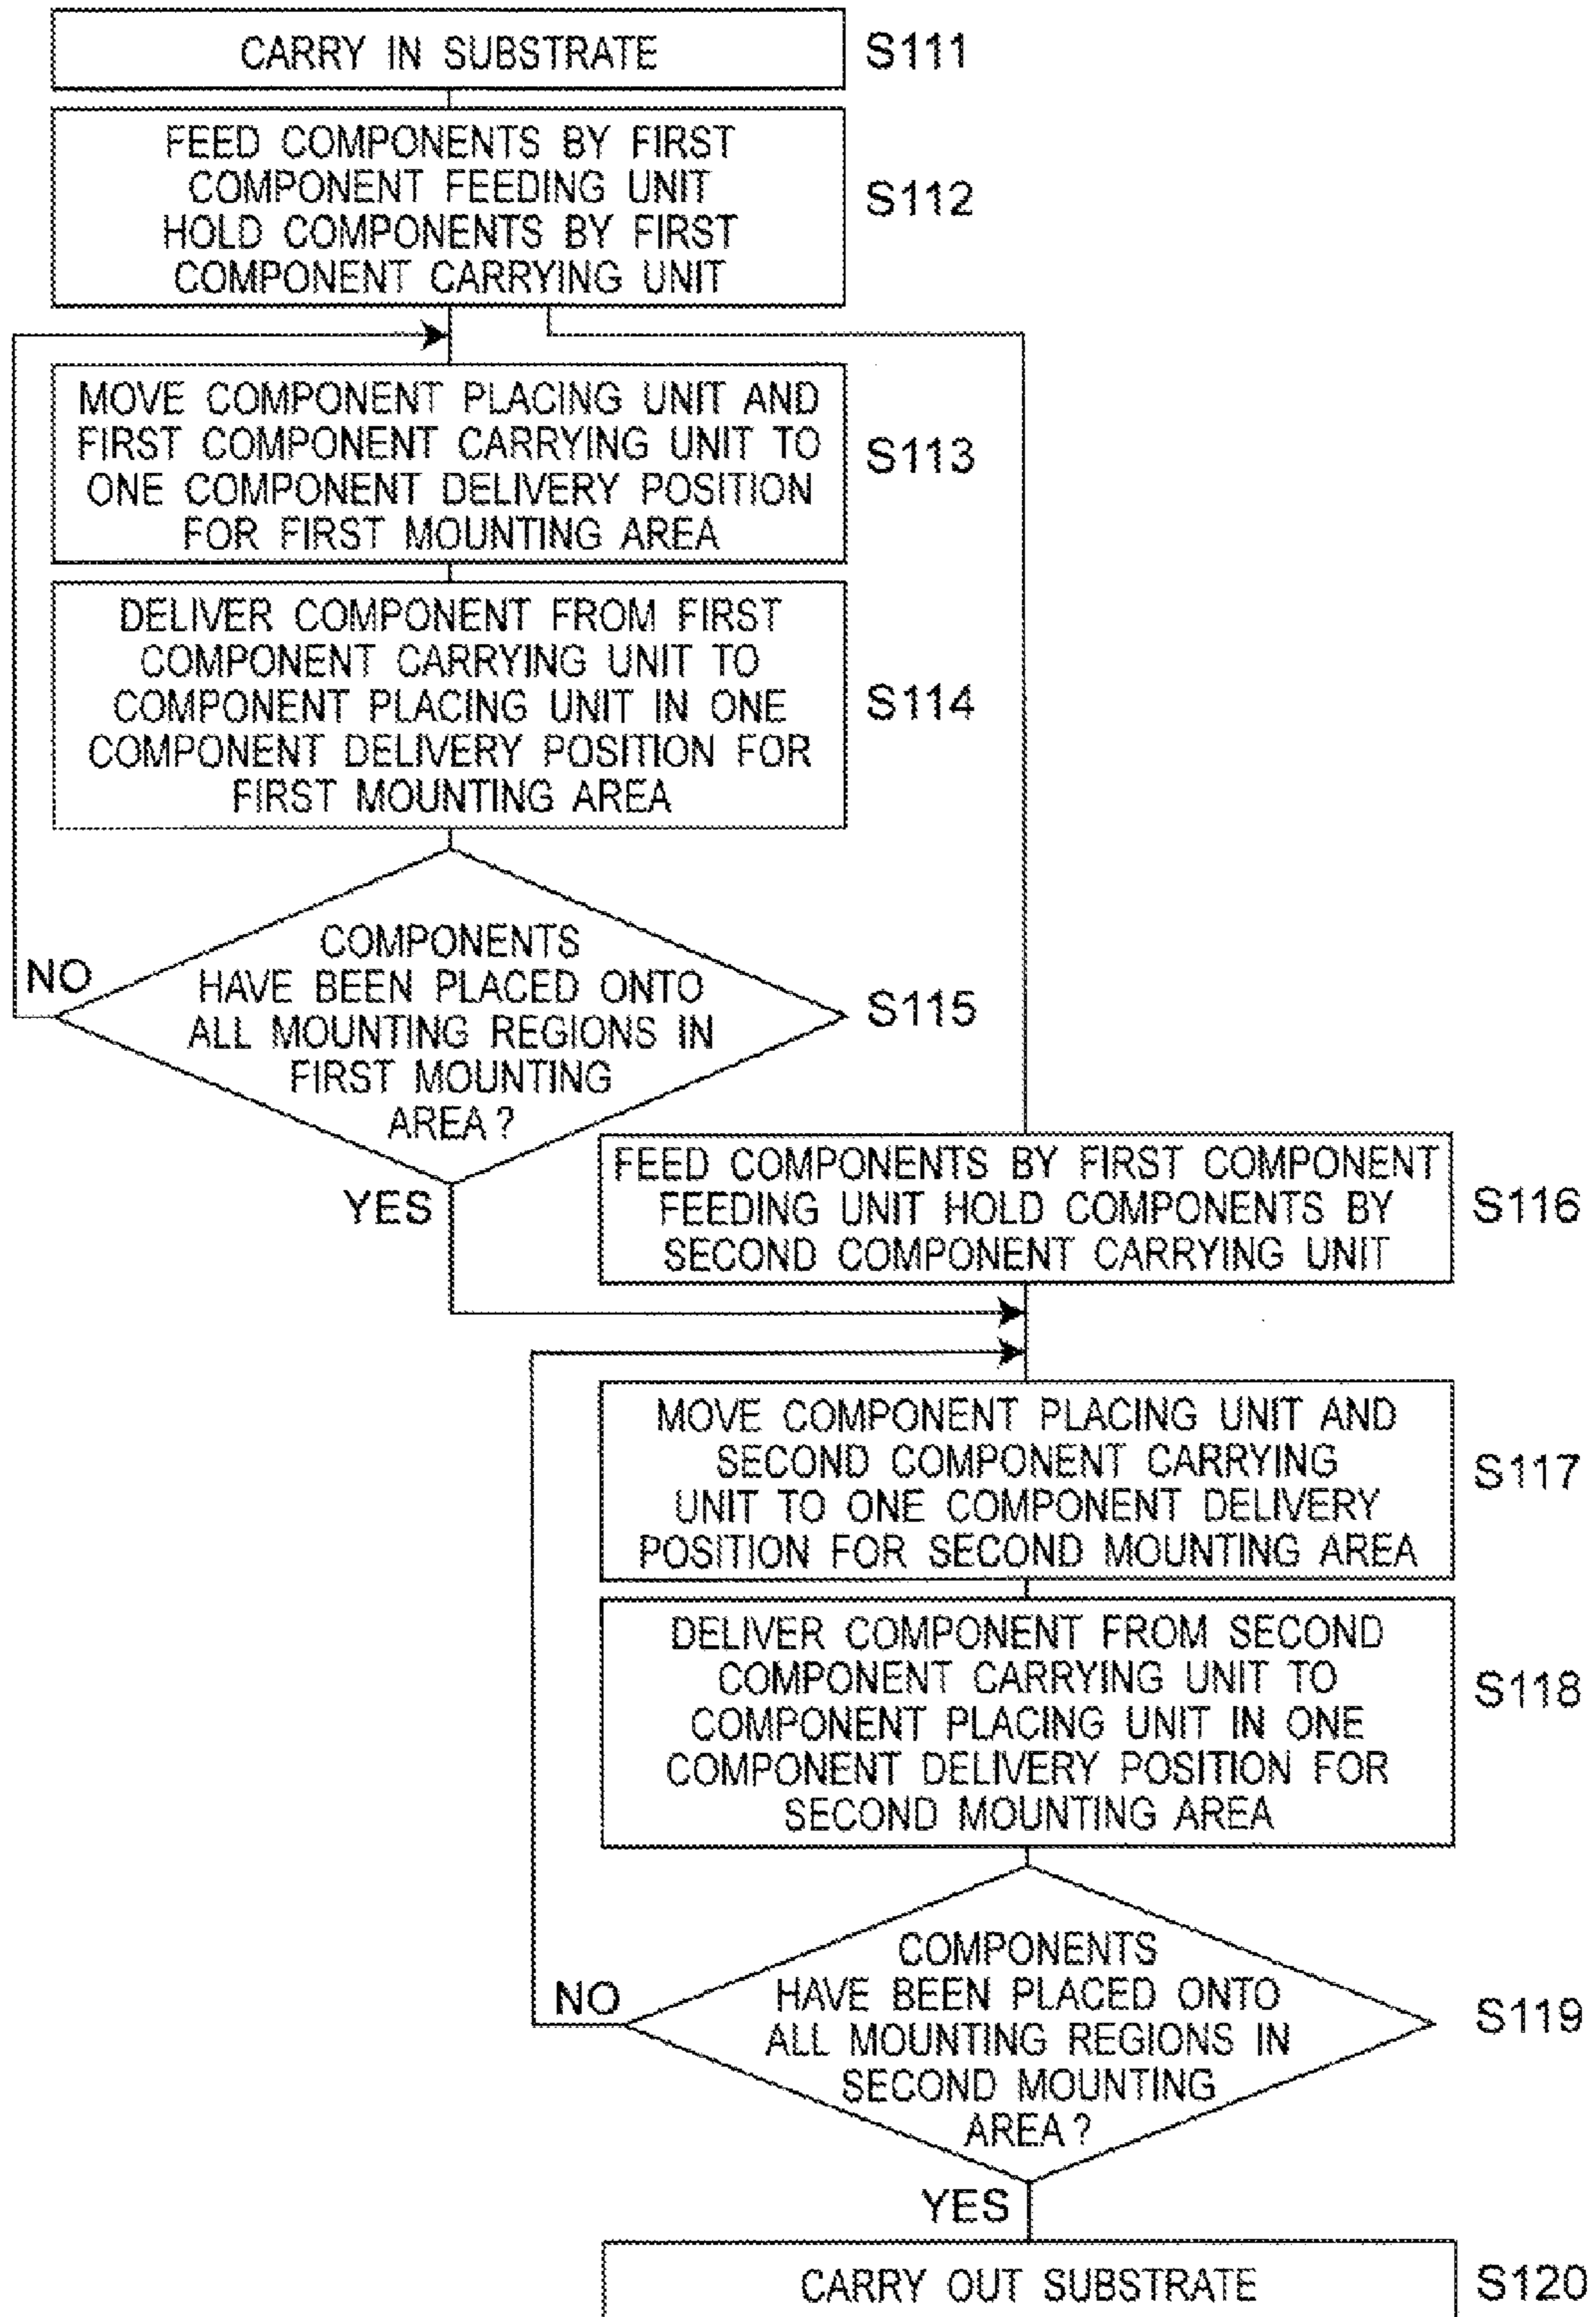 CARRY IN SUBSTRATE
S111
FEED COMPONENTS BY FIRST
COMPONENT FEEDING UNIT
HOLD COMPONENTS BY FIRST
COMPONENT CARRYING UNIT
S112
MOVE COMPONENT PLACING UNIT AND
FIRST COMPONENT CARRYING UNIT TO
ONE COMPONENT DELIVERY POSITION
FOR FIRST MOUNTING AREA
S113
DELIVER COMPONENT FROM FIRST
COMPONENT CARRYING UNIT TO
COMPONENT PLACING UNIT IN ONE
COMPONENT DELIVERY POSITION FOR
FIRST MOUNTING AREA
S114
COMPONENTS
HAVE BEEN PLACED ONTO
ALL MOUNTING REGIONS IN
FIRST MOUNTING
AREA?
S115
NO
YES
FEED COMPONENTS BY FIRST COMPONENT
FEEDING UNIT HOLD COMPONENTS BY
SECOND COMPONENT CARRYING UNIT
S116
MOVE COMPONENT PLACING UNIT AND
SECOND COMPONENT CARRYING
UNIT TO ONE COMPONENT DELIVERY
POSITION FOR SECOND MOUNTING AREA
S117
DELIVER COMPONENT FROM SECOND
COMPONENT CARRYING UNIT TO
COMPONENT PLACING UNIT IN ONE
COMPONENT DELIVERY POSITION FOR
SECOND MOUNTING AREA
S118
COMPONENTS
HAVE BEEN PLACED ONTO
ALL MOUNTING REGIONS IN
SECOND MOUNTING
AREA?
S119
NO
YES
CARRY OUT SUBSTRATE
S120